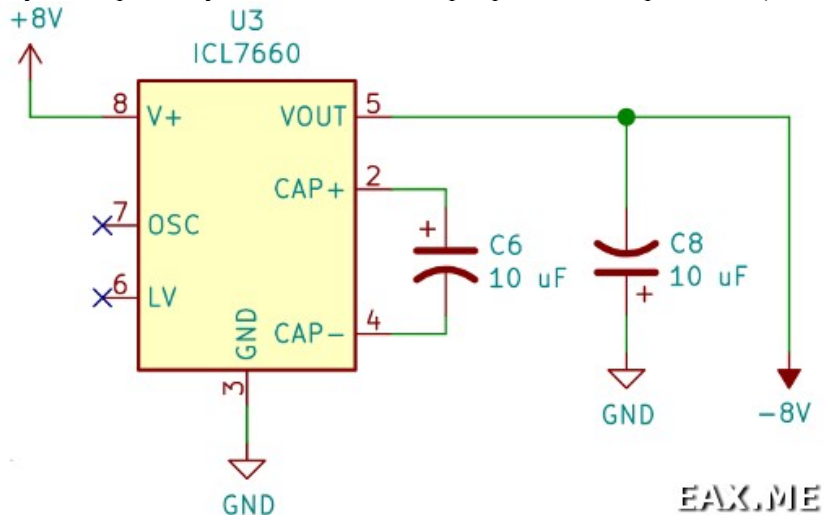 +8V
U3
ICL7660
8
V+
VOUT
5
CAP+
2
7
OSC
+
C6
10 uF
C8
10 uF
+
6
LV
GND
CAP-
4
3
GND
GND
-8V
EAX.ME